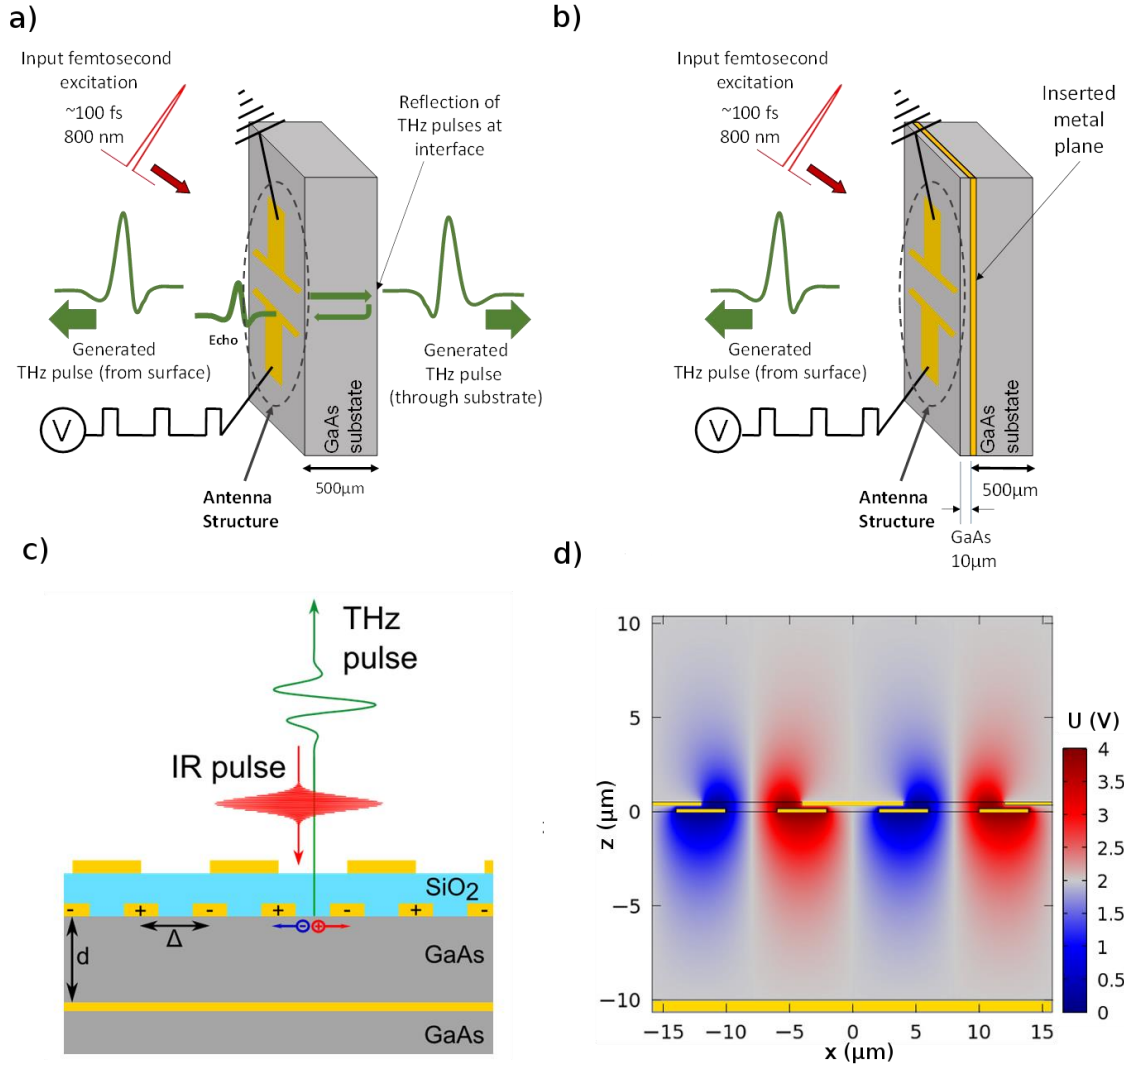 a)
Input femtosecond
excitation
~100 fs
800 nm
Reflection of
THz pulses at
interface
Echo
Generated
THz pulse (from surface)
Generated
THz pulse
(through substrate)
V
GaAs
substate
500μm
Antenna
Structure
b)
Input femtosecond
excitation
~100 fs
800 nm
Inserted
metal
plane
Generated
THz pulse (from surface)
V
GaAs
substate
500μm
Antenna
Structure
GaAs
10μm
c)
THz
pulse
IR pulse
SiO2
- + - + - + -
- +
Δ
d
GaAs
GaAs
d)
10
5
0
−5
−10
z (μm)
−15 −10 −5 0 5 10 15
x (μm)
U (V)
4
3.5
3
2.5
2
1.5
1
0.5
0